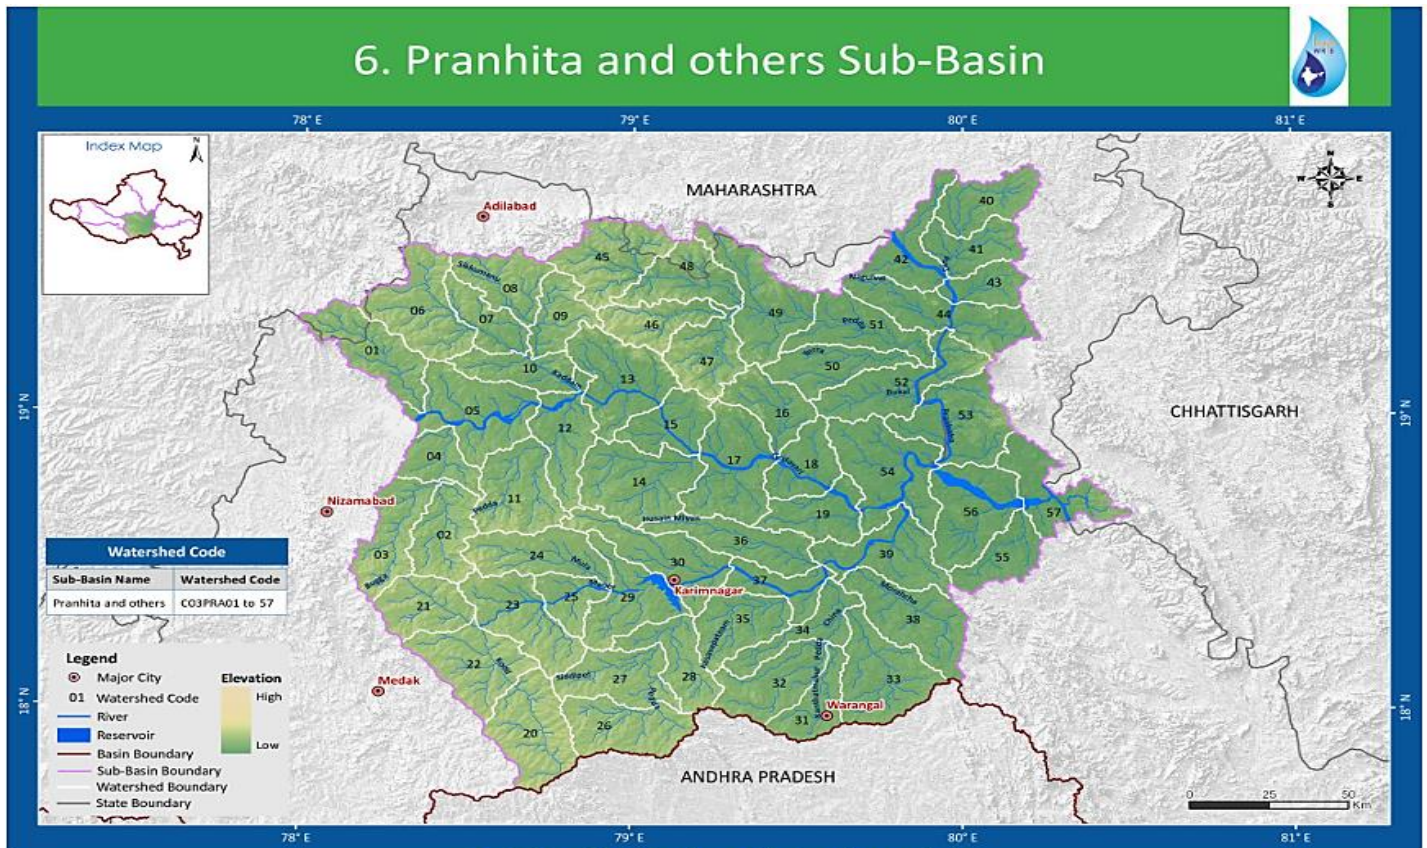 6. Pranhita and others Sub-Basin
78° E 79° E 80° E 81° E
Index Map
N
N
W E
S
MAHARASHTRA
Adilabad
40
41
42
43
45
48
08
06
07
09
46
49
51
44
01
47
50
10
13
52
19° N
19° N
CHHATTISGARH
05
16
53
12
15
04
17
18
54
14
11
Nizamabad
Pedda
19
56
57
02
Husain Miyan
36
39
03
24
30
55
Watershed Code
Sub-Basin Name Watershed Code
Pranhita and others C03PRA01 to 57
37
Karimnagar
21
23
25
29
35
38
34
22
27
28
32
33
Medak
18° N
18° N
Warangal
31
20
26
Legend
Major City
01 Watershed Code
River
Reservoir
Basin Boundary
Sub-Basin Boundary
Watershed Boundary
State Boundary
Elevation
High
Low
ANDHRA PRADESH
0 25 50
Km
78° E 79° E 80° E 81° E